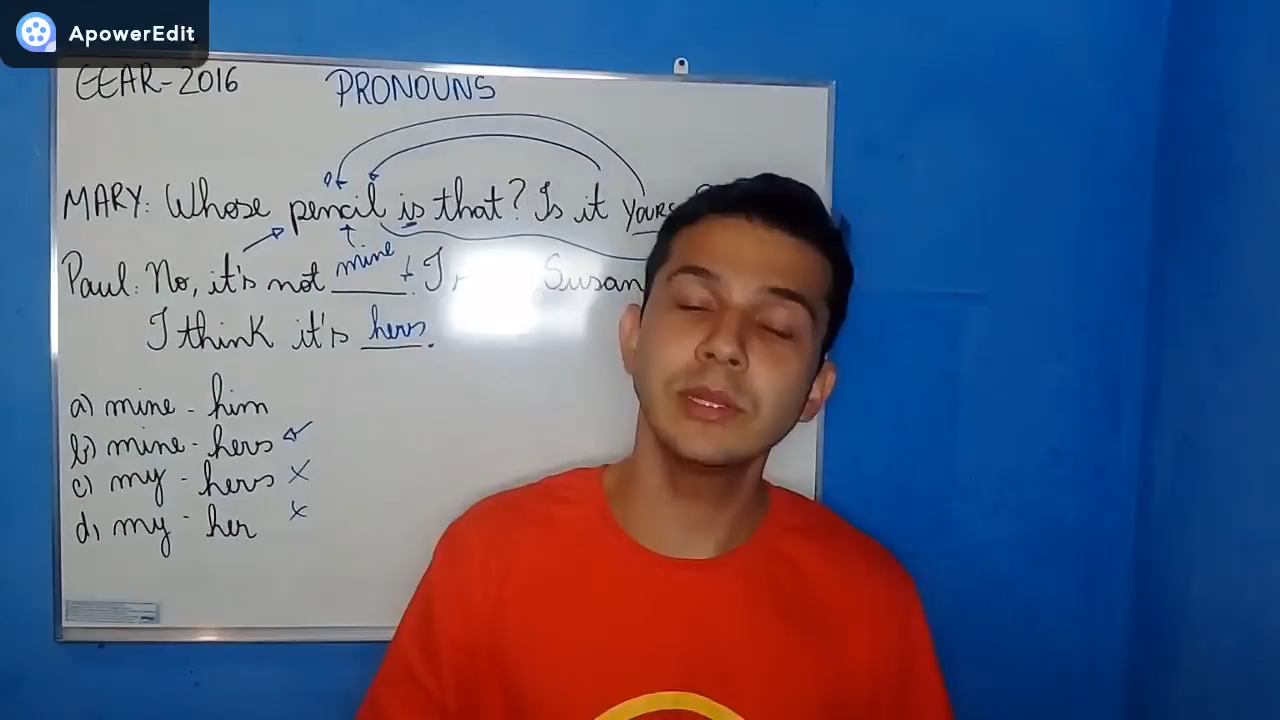 ApowerEdit
EEAR-2016
PRONOUNS
MARY: Whose pencil is that? Is it yours
Paul: No, it's not mine. I Susan
I think it's hers.
a) mine - him
b) mine - hers
c) my - hers
d) my - her